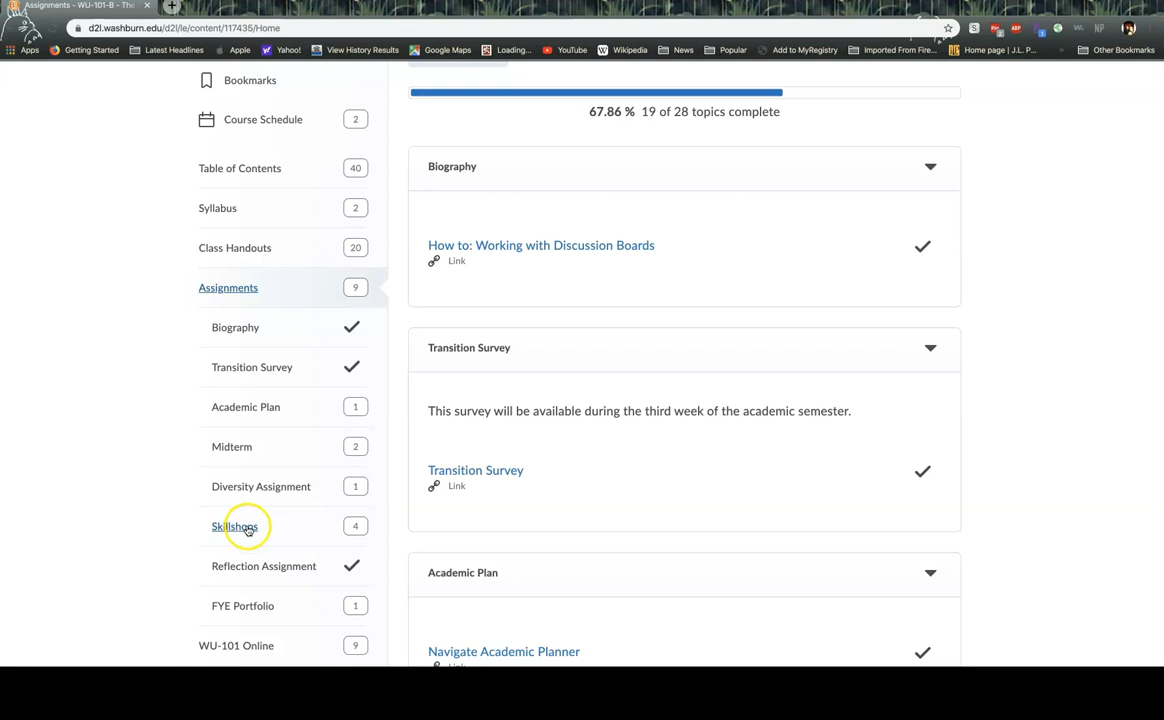 Assignments - WU-101-B - The
d2l.washburn.edu/d2l/le/content/117435/Home
Apps Getting Started Latest Headlines Apple Yahoo! View History Results Google Maps Loading... YouTube Wikipedia News Popular Add to MyRegistry Imported From Fire... Home page | J.L. P... Other Bookmarks
Bookmarks
Course Schedule 2
Table of Contents 40
Syllabus 2
Class Handouts 20
Assignments 9
Biography
Transition Survey
Academic Plan 1
Midterm 2
Diversity Assignment 1
Skillshops 4
Reflection Assignment
FYE Portfolio 1
WU-101 Online 9
67.86 % 19 of 28 topics complete
Biography
How to: Working with Discussion Boards
Link
Transition Survey
This survey will be available during the third week of the academic semester.
Transition Survey
Link
Academic Plan
Navigate Academic Planner